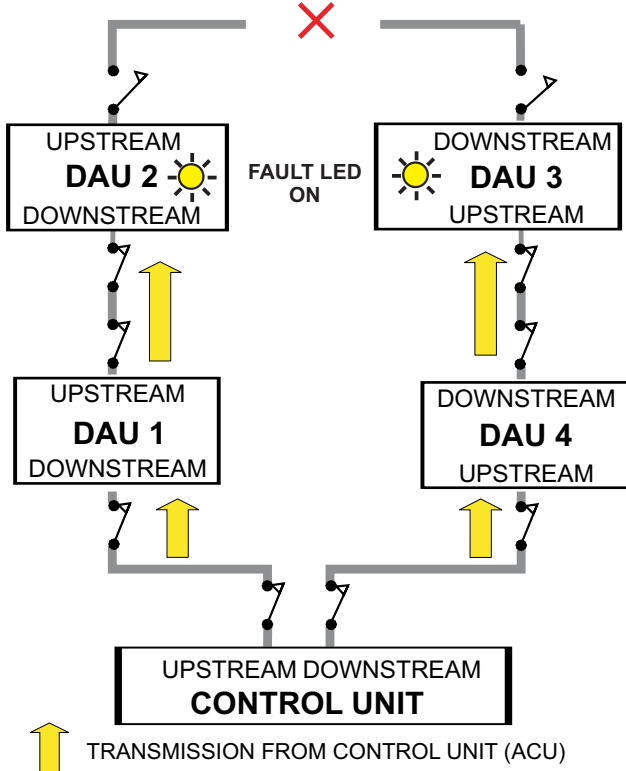 UPSTREAM
DAU 2
DOWNSTREAM
FAULT LED
ON
DOWNSTREAM
DAU 3
UPSTREAM
UPSTREAM
DAU 1
DOWNSTREAM
DOWNSTREAM
DAU 4
UPSTREAM
UPSTREAM DOWNSTREAM
CONTROL UNIT
TRANSMISSION FROM CONTROL UNIT (ACU)